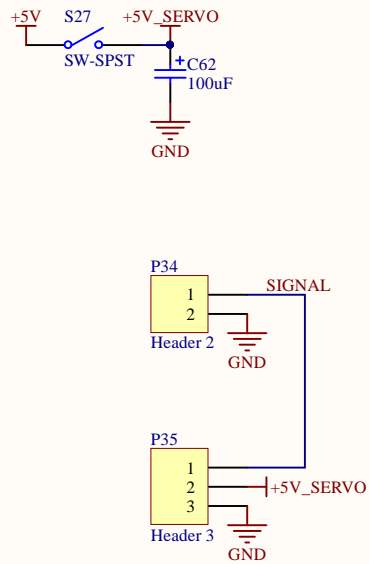 +5V S27 +5V_SERVO
SW-SPST
C62
100uF
GND
P34
SIGNAL
1
2
Header 2
GND
P35
1
2 +5V_SERVO
3
Header 3
GND